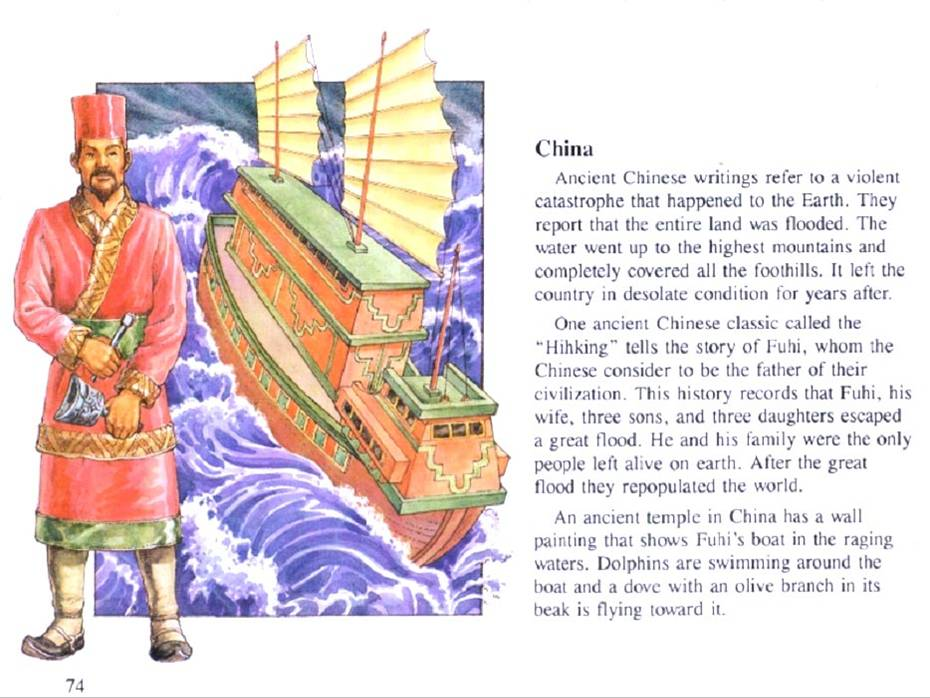 China
Ancient Chinese writings refer to a violent
catastrophe that happened to the Earth. They
report that the entire land was flooded. The
water went up to the highest mountains and
completely covered all the foothills. It left the
country in desolate condition for years after.
One ancient Chinese classic called the
“Hihking” tells the story of Fuhi, whom the
Chinese consider to be the father of their
civilization. This history records that Fuhi, his
wife, three sons, and three daughters escaped
a great flood. He and his family were the only
people left alive on earth. After the great
flood they repopulated the world.
An ancient temple in China has a wall
painting that shows Fuhi's boat in the raging
waters. Dolphins are swimming around the
boat and a dove with an olive branch in its
beak is flying toward it.
74